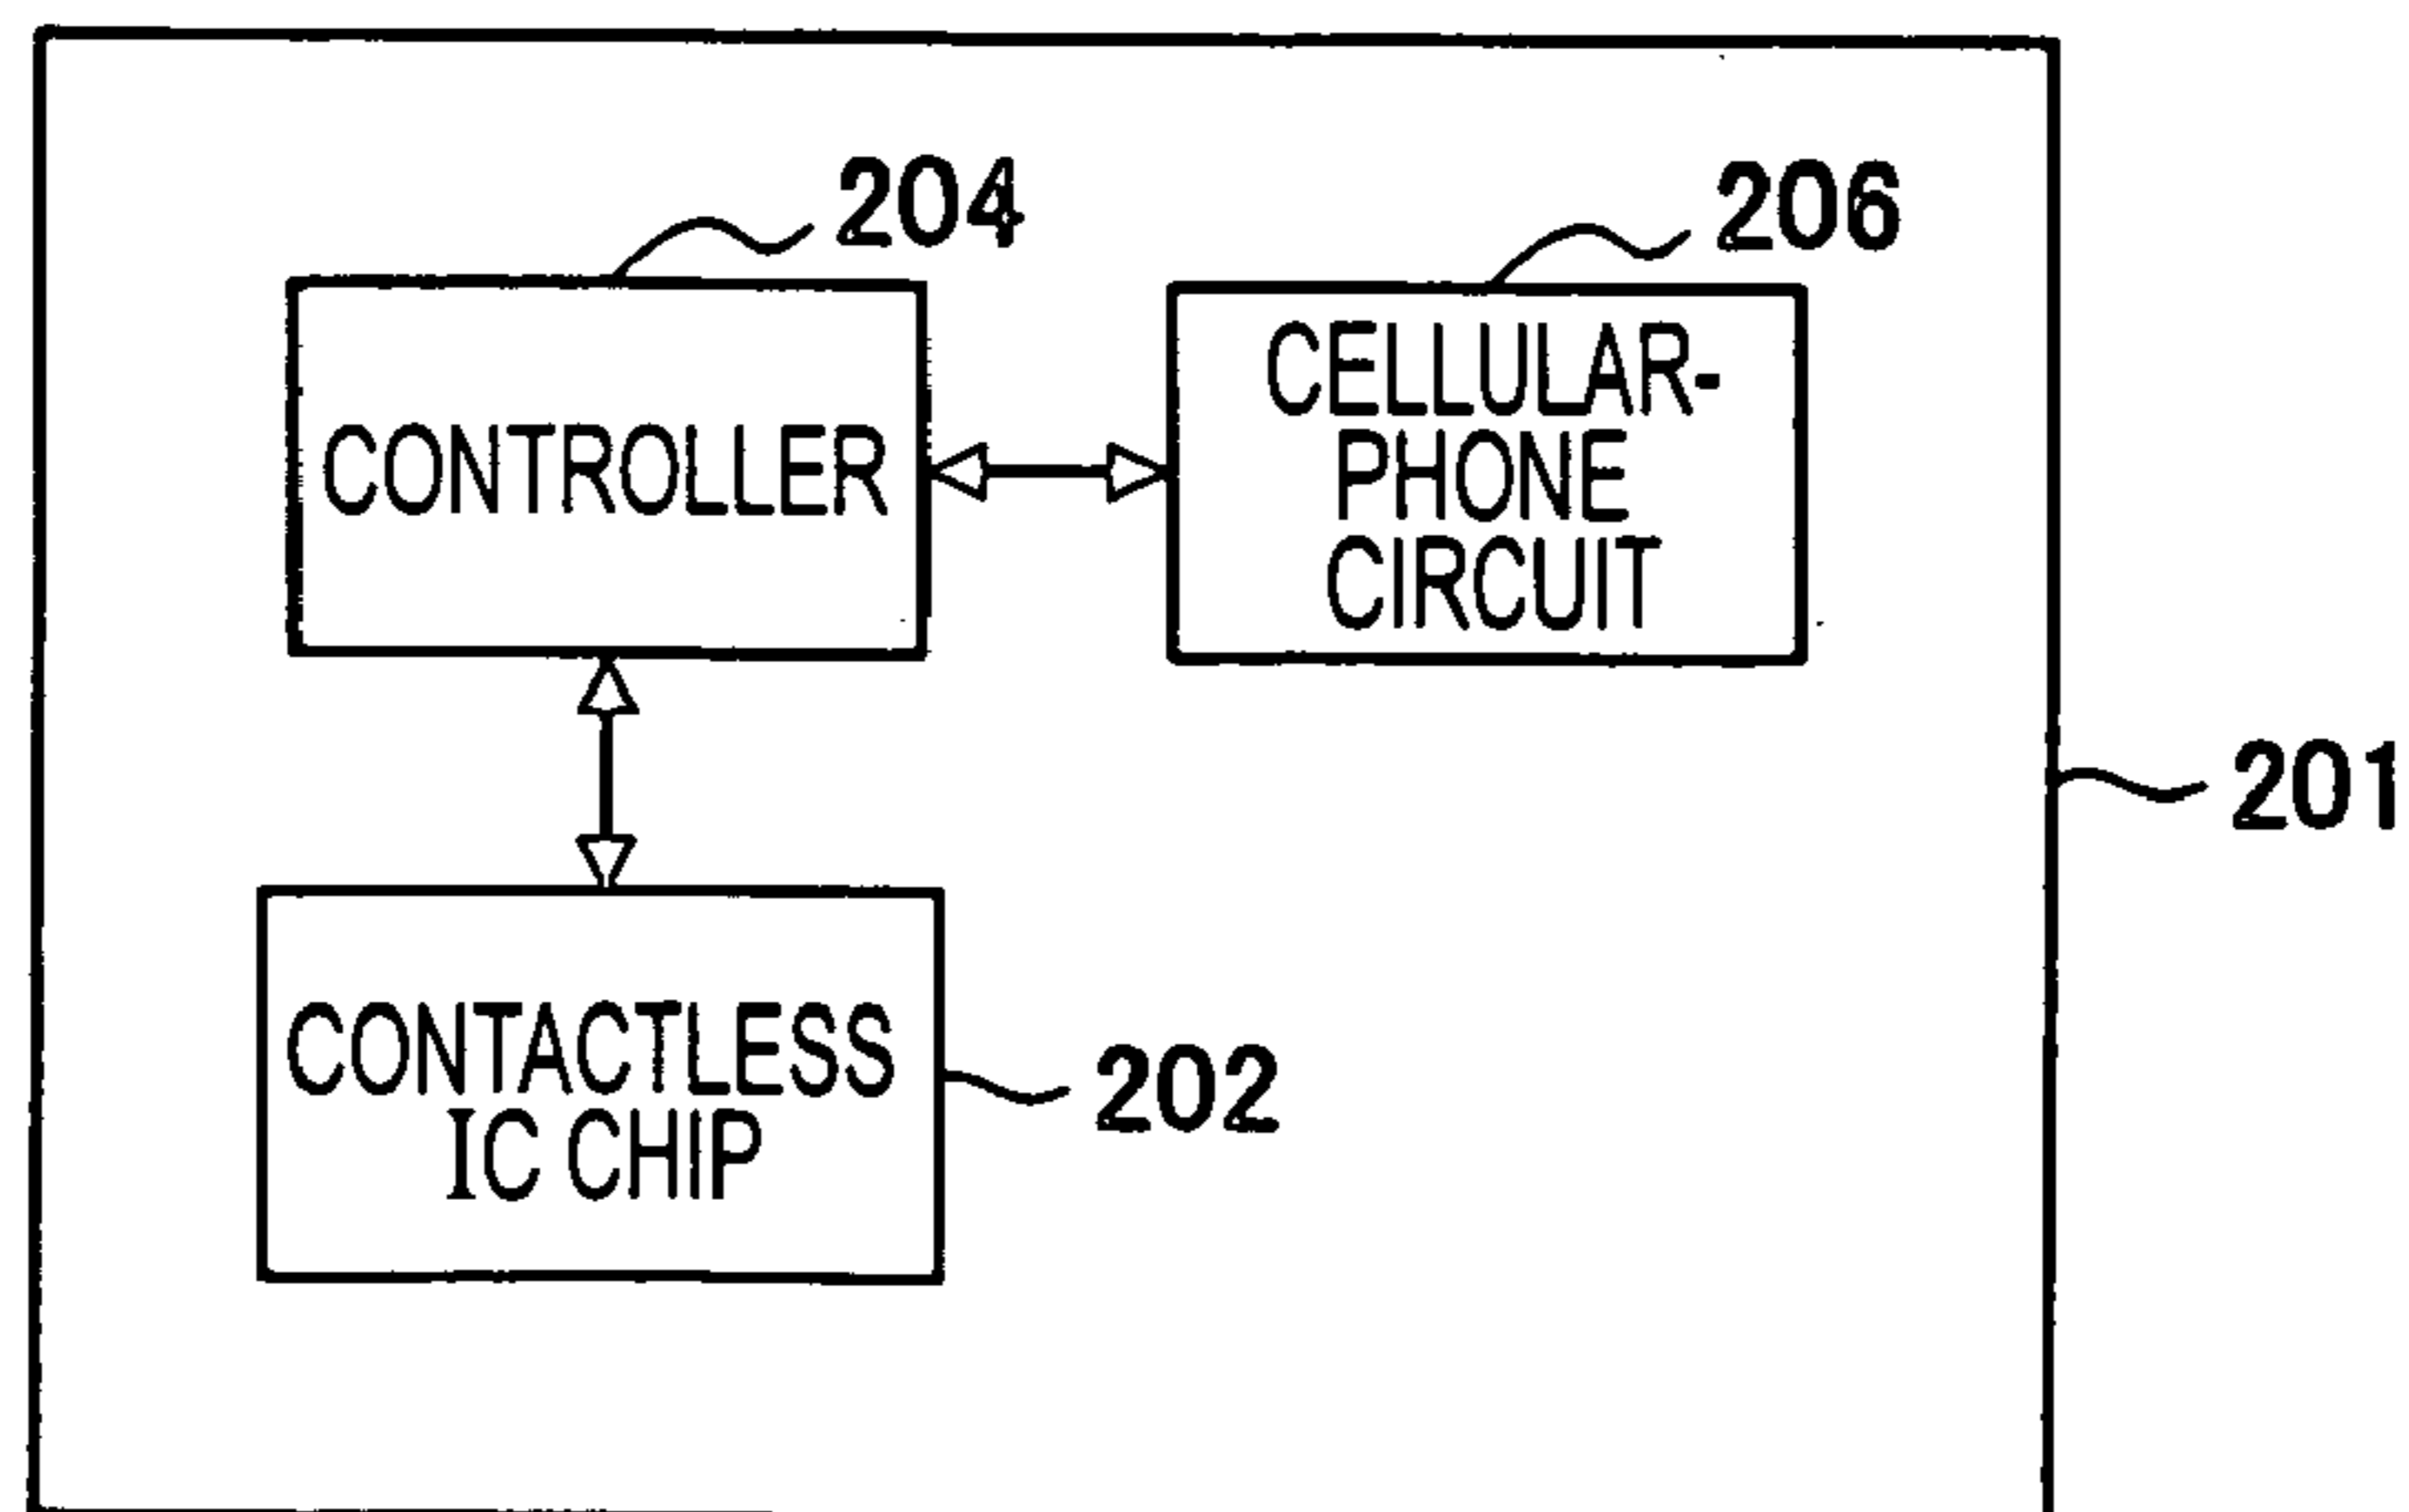 204
206
CONTROLLER
CELLULAR-
PHONE
CIRCUIT
201
CONTACTLESS
IC CHIP
202